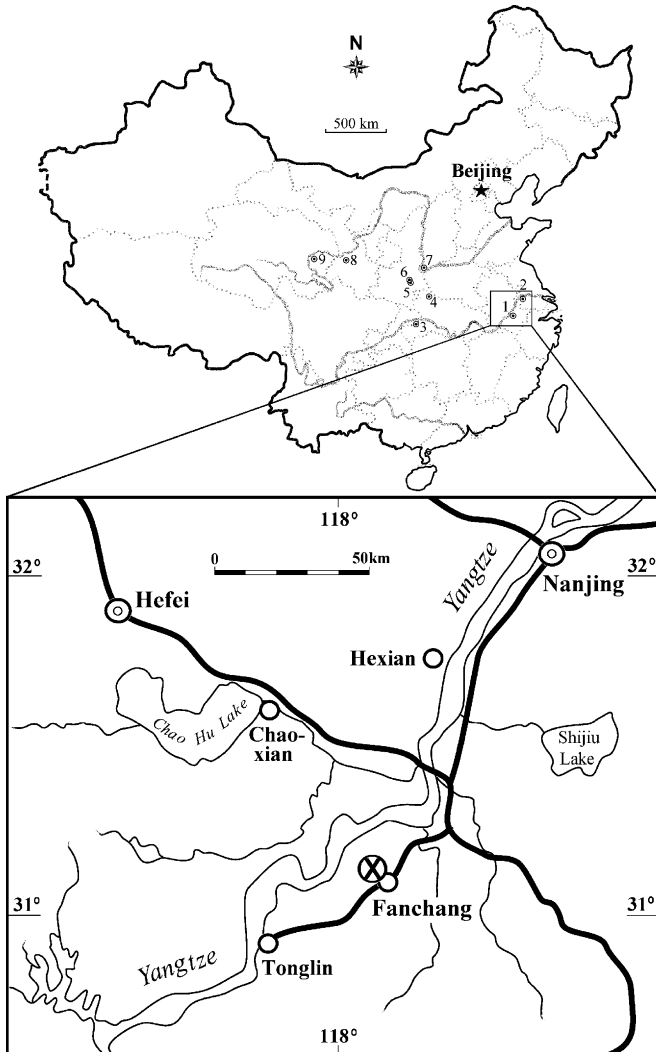 N
500 km
Beijing
9
8
7
6
5
4
3
2
1
118°
0
50km
32°
32°
Yangtze
Nanjing
Hefei
Hexian
Chao Hu Lake
Chao-
xian
Shijiu
Lake
X
31°
31°
Fanchang
Yangtze
Tonglin
118°